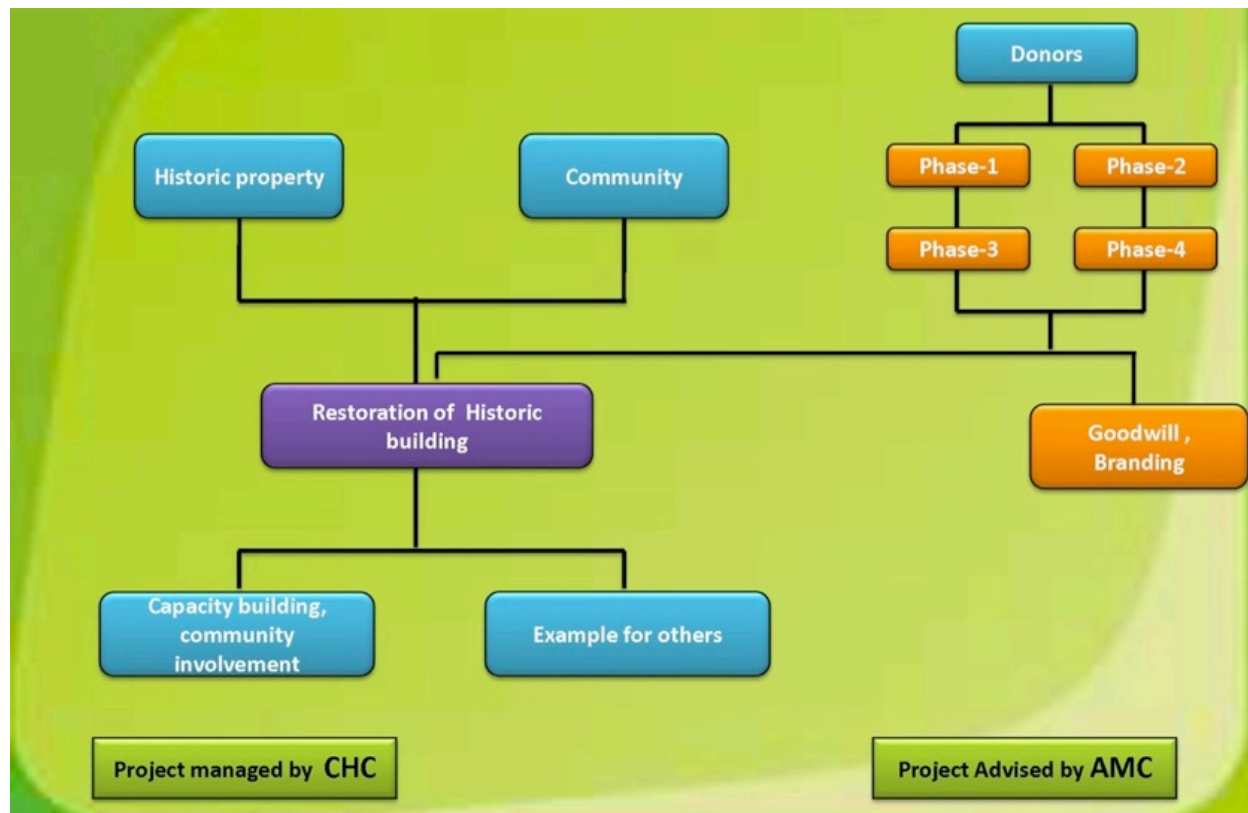 Donors
Historic property
Community
Phase-1
Phase-2
Phase-3
Phase-4
Restoration of  Historic
building
Goodwill ,
Branding
Capacity building,
community
involvement
Example for others
Project managed by CHC
Project Advised by AMC